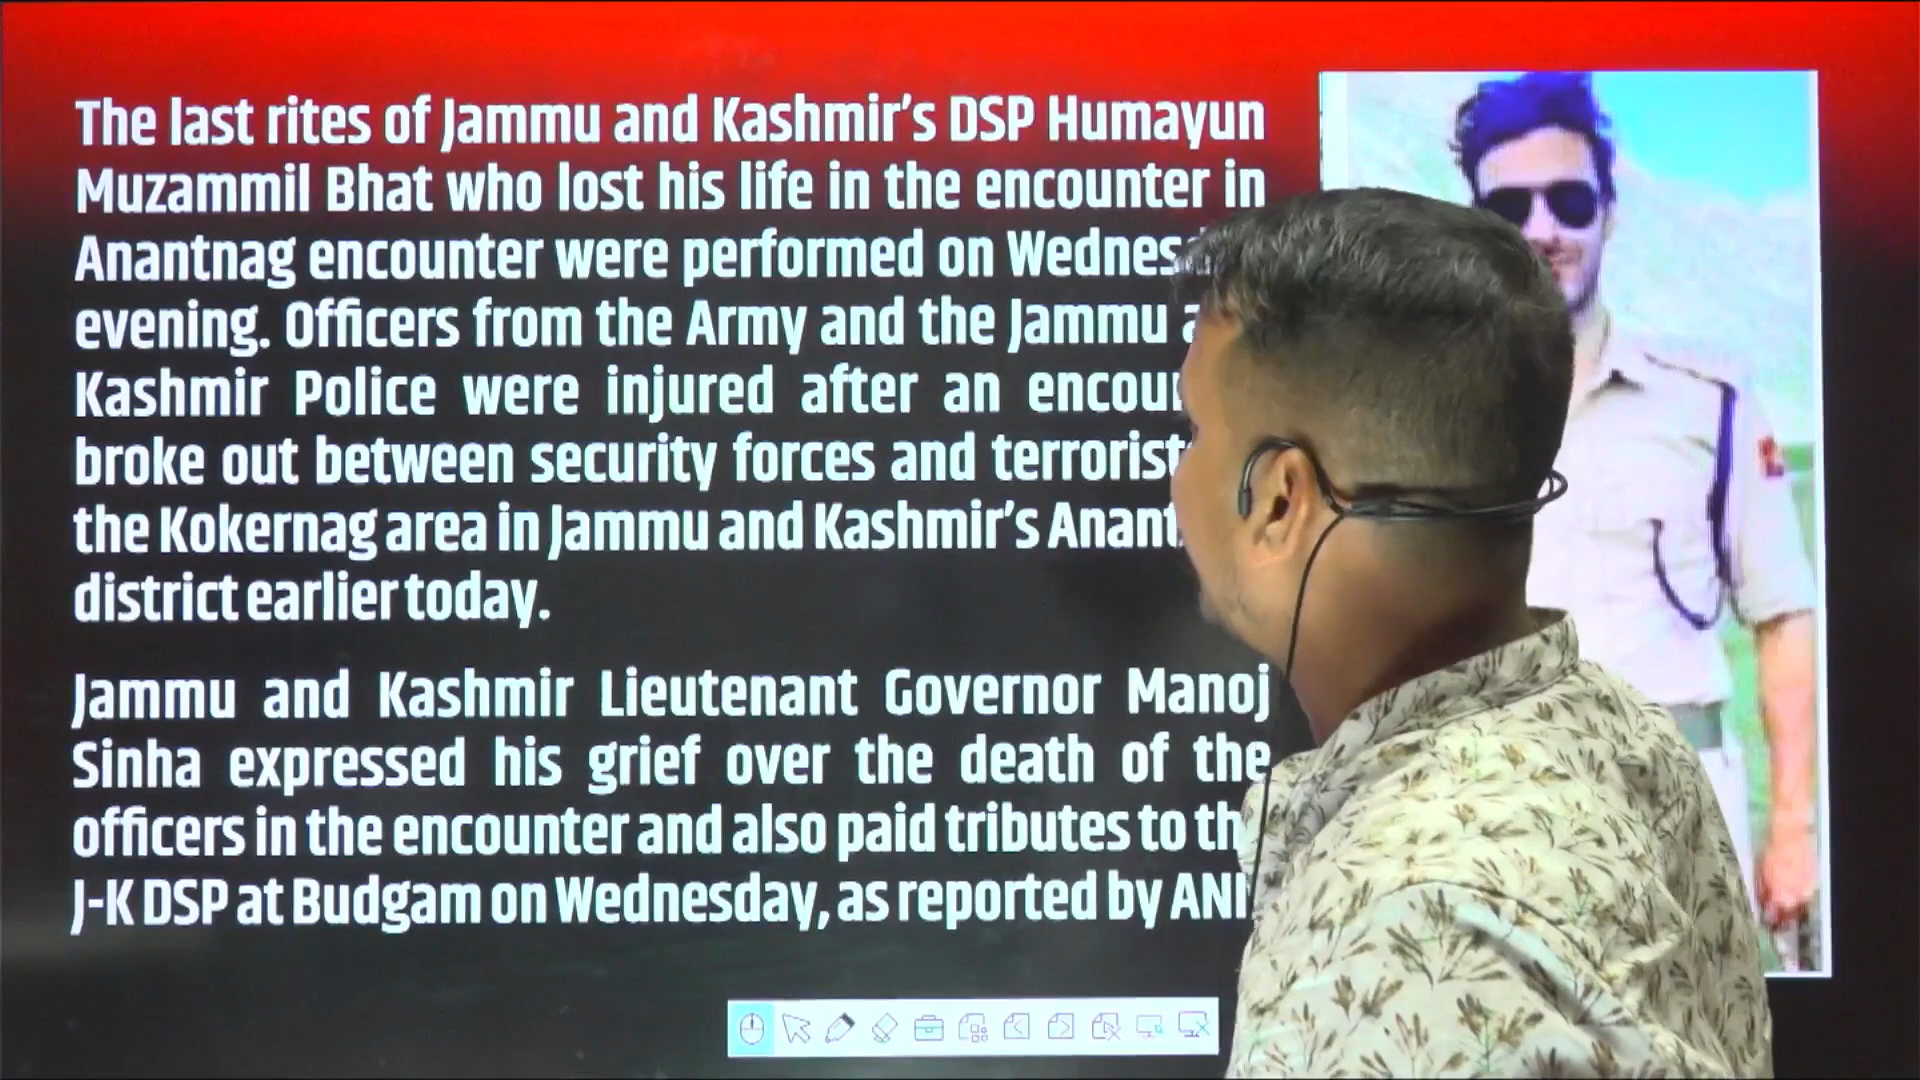 The last rites of Jammu and Kashmir's DSP Humayun
Muzammil Bhat who lost his life in the encounter in
Anantnag encounter were performed on
evening. Officers from the Army and the Jammu
Kashmir Police were injured after an
broke out between security forces and
the Kokernag area in Jammu and Kashmir's
district earlier today.
Jammu and Kashmir Lieutenant Governor Manoj
Sinha expressed his grief over the death of the
officers in the encounter and also paid tributes to
J-K DSP at Budgam on Wednesday, as reported by ANI